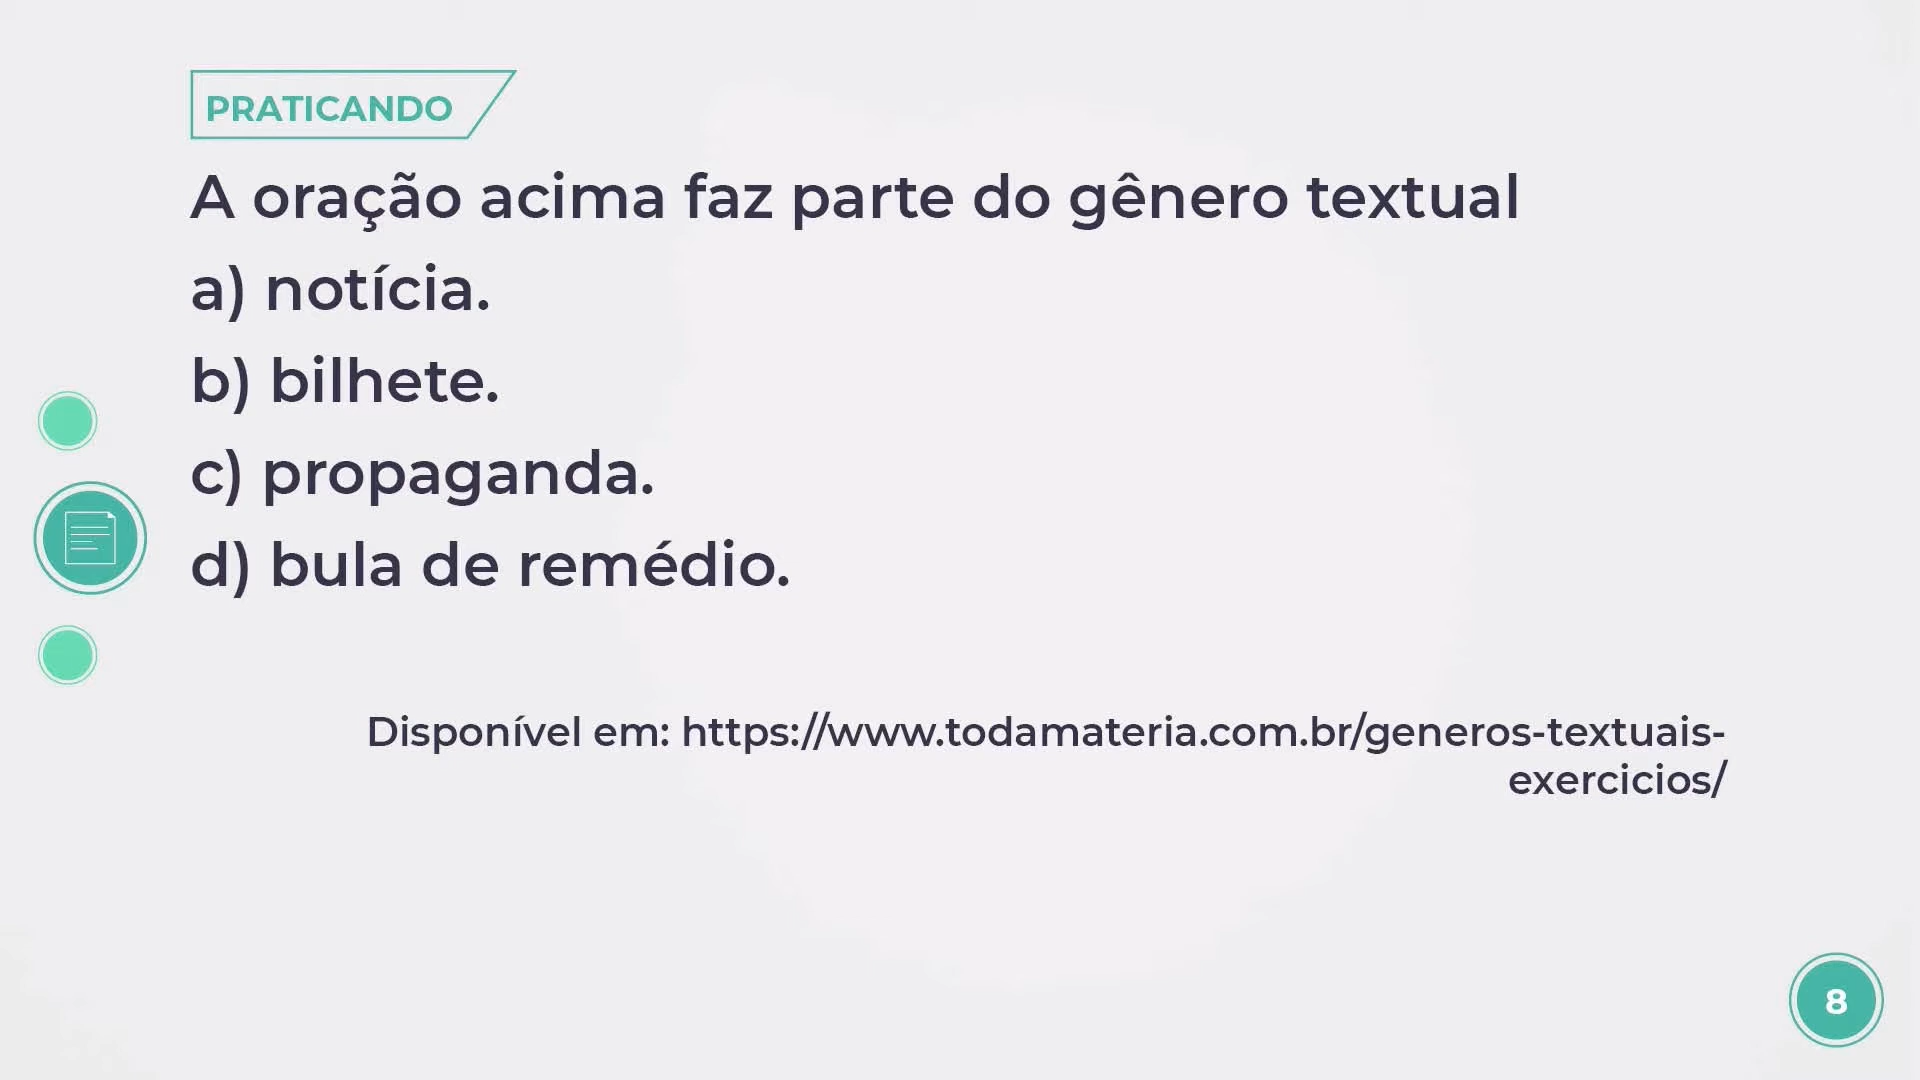 PRATICANDO
A oração acima faz parte do gênero textual
a) notícia.
b) bilhete.
c) propaganda.
d) bula de remédio.
Disponível em: https://www.todamateria.com.br/generos-textuais-
exercicios/
8